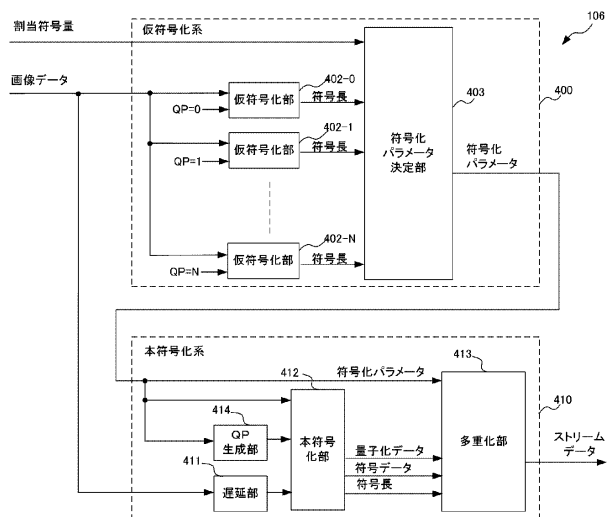 割当符号量
仮符号化系
106
画像データ
402-0
403
400
QP=0
仮符号化部
符号長
402-1
QP=1
仮符号化部
符号長
符号化
パラメータ
決定部
符号化
パラメータ
402-N
QP=N
仮符号化部
符号長
本符号化系
412
413
符号化パラメータ
410
414
QP
生成部
本符号
化部
多重化部
ストリーム
データ
411
量子化データ
符号データ
遅延部
符号長